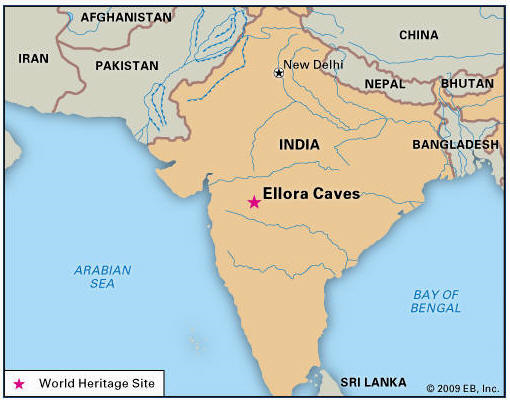 AFGHANISTAN
CHINA
IRAN
PAKISTAN
New Delhi
NEPAL
BHUTAN
INDIA
BANGLADESH
Ellora Caves
ARABIAN
SEA
BAY OF
BENGAL
World Heritage Site
SRI LANKA
© 2009 EB, Inc.